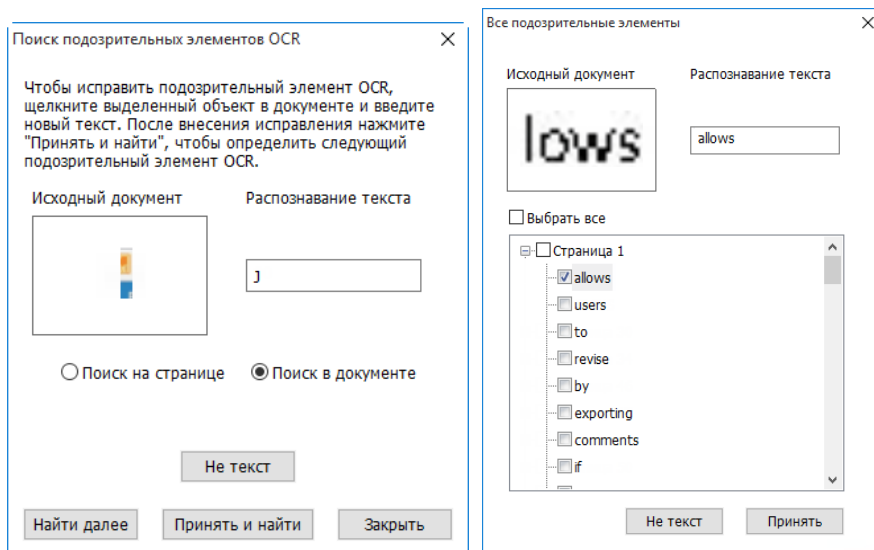 Поиск подозрительных элементов OCR
Чтобы исправить подозрительный элемент OCR,
щелкните выделенный объект в документе и введите
новый текст. После внесения исправления нажмите
"Принять и найти", чтобы определить следующий
подозрительный элемент OCR.
Исходный документ
Распознавание текста
J
Поиск на странице
Поиск в документе
Не текст
Найти далее
Принять и найти
Закрыть
Все подозрительные элементы
Исходный документ
Распознавание текста
lows
allows
Выбрать все
Страница 1
allows
users
to
revise
by
exporting
comments
if
Не текст
Принять